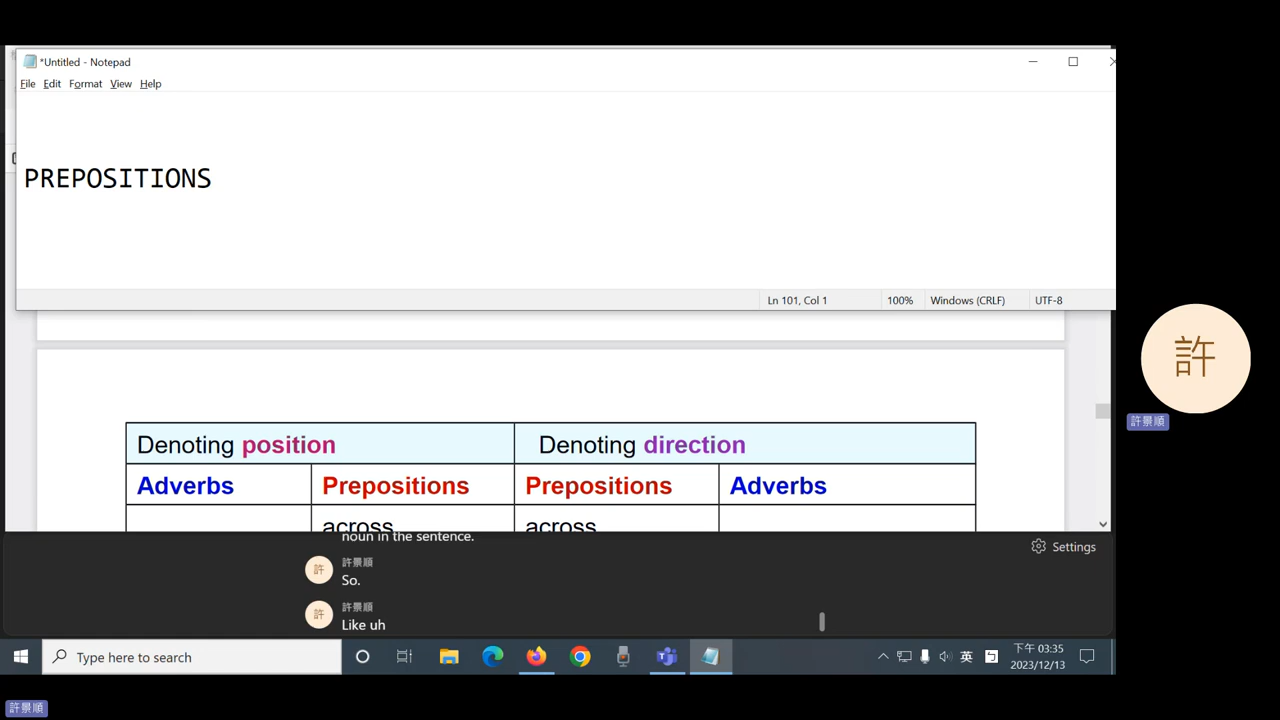 *Untitled - Notepad
File Edit Format View Help
PREPOSITIONS
Ln 101, Col 1 100% Windows (CRLF) UTF-8
Denoting position Denoting direction
Adverbs Prepositions Prepositions Adverbs
across across
noun in the sentence.
許 許景順
So.
許 許景順
Like uh
Settings
許
許景順
Type here to search
英
下午 03:35
2023/12/13
許景順